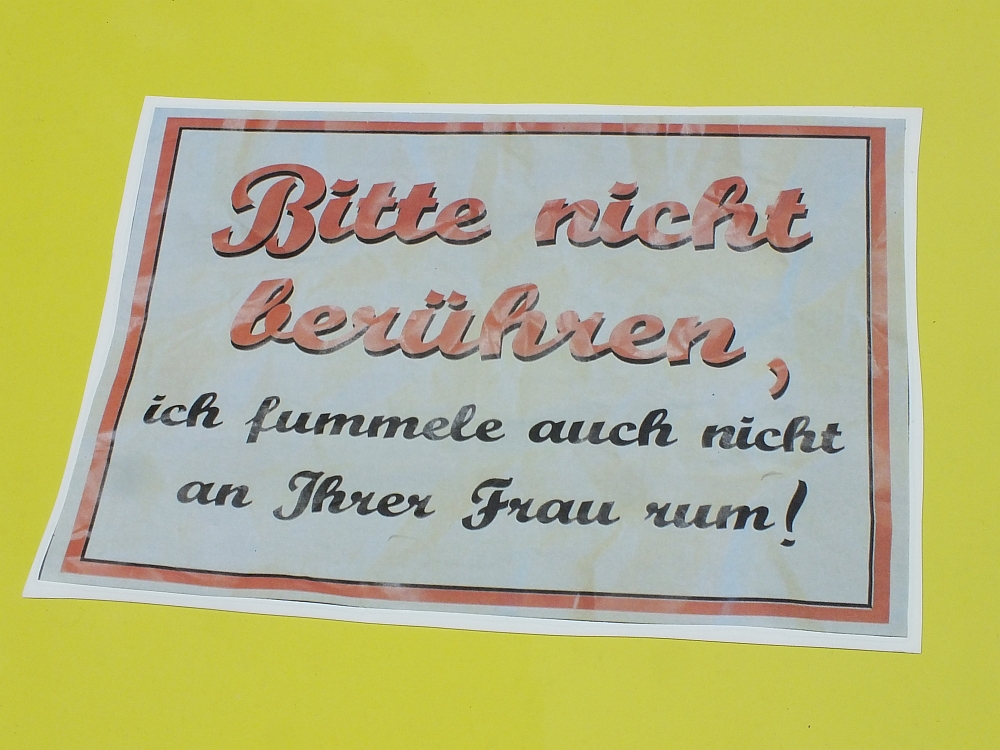 Bitte nicht
berühren,
ich fummele auch nicht
an Ihrer Frau rum!